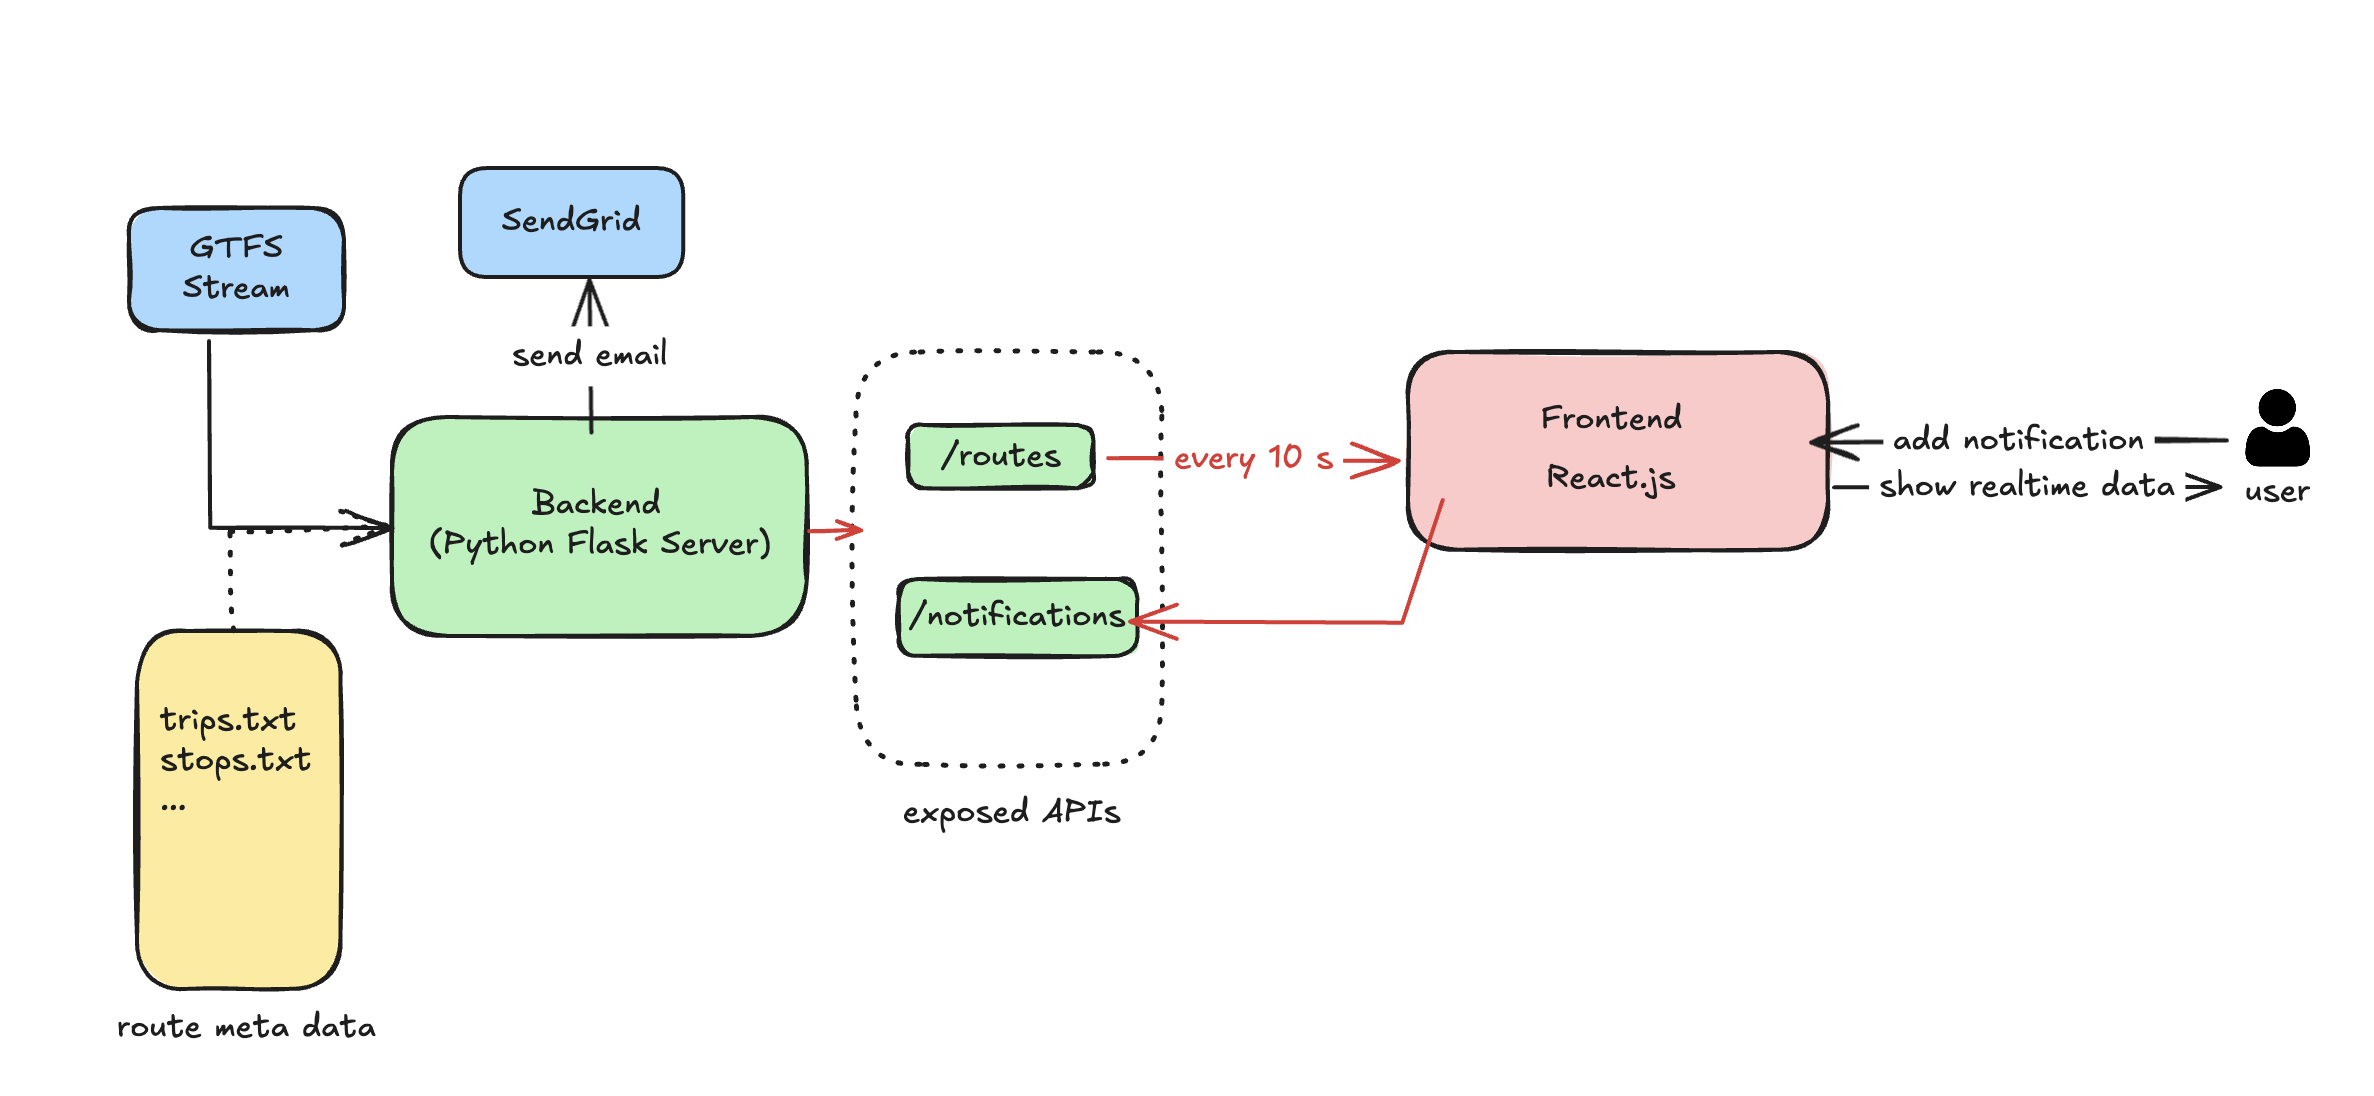 GTFS
Stream
SendGrid
send email
Backend
(Python Flask Server)
/routes
every 10 s
/notifications
exposed APIs
Frontend
React.js
add notification
show realtime data
user
trips.txt
stops.txt
...
route meta data